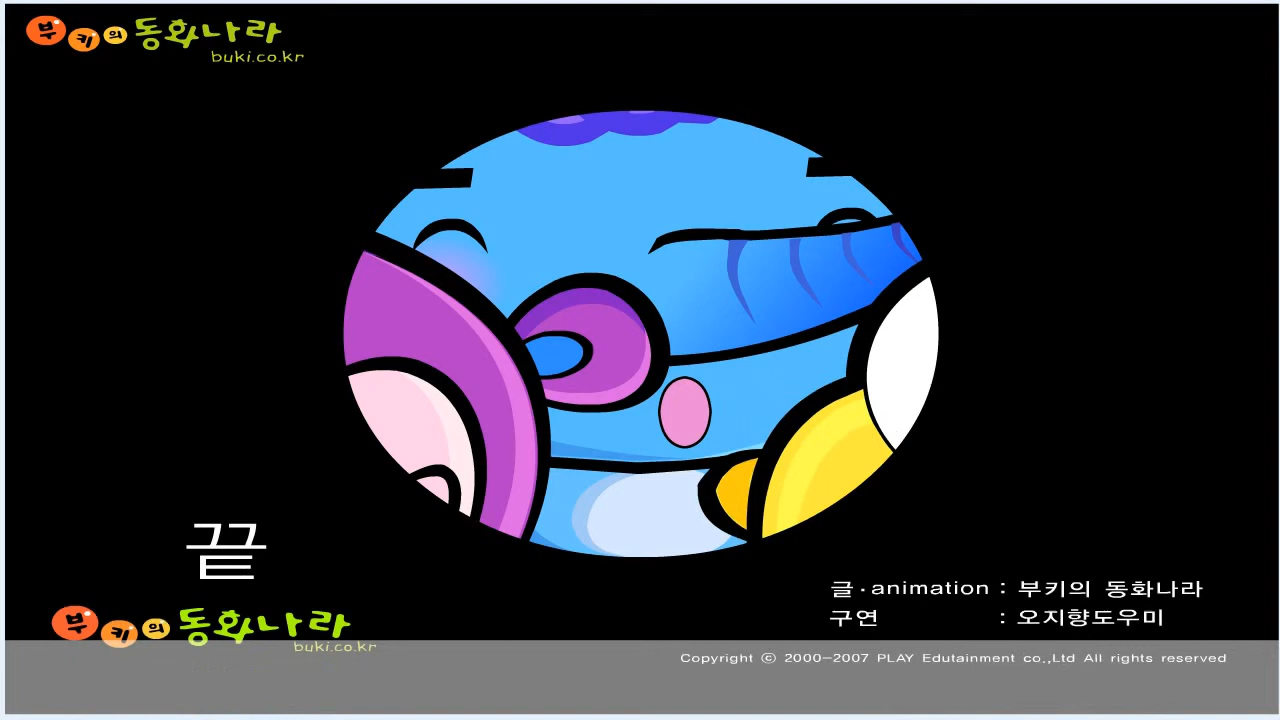 부키의 동화나라
buki.co.kr
끝
부키의 동화나라
buki.co.kr
글·animation : 부키의 동화나라
구연 : 오지향도우미
Copyright ⓒ 2000-2007 PLAY Edutainment co.,Ltd All rights reserved